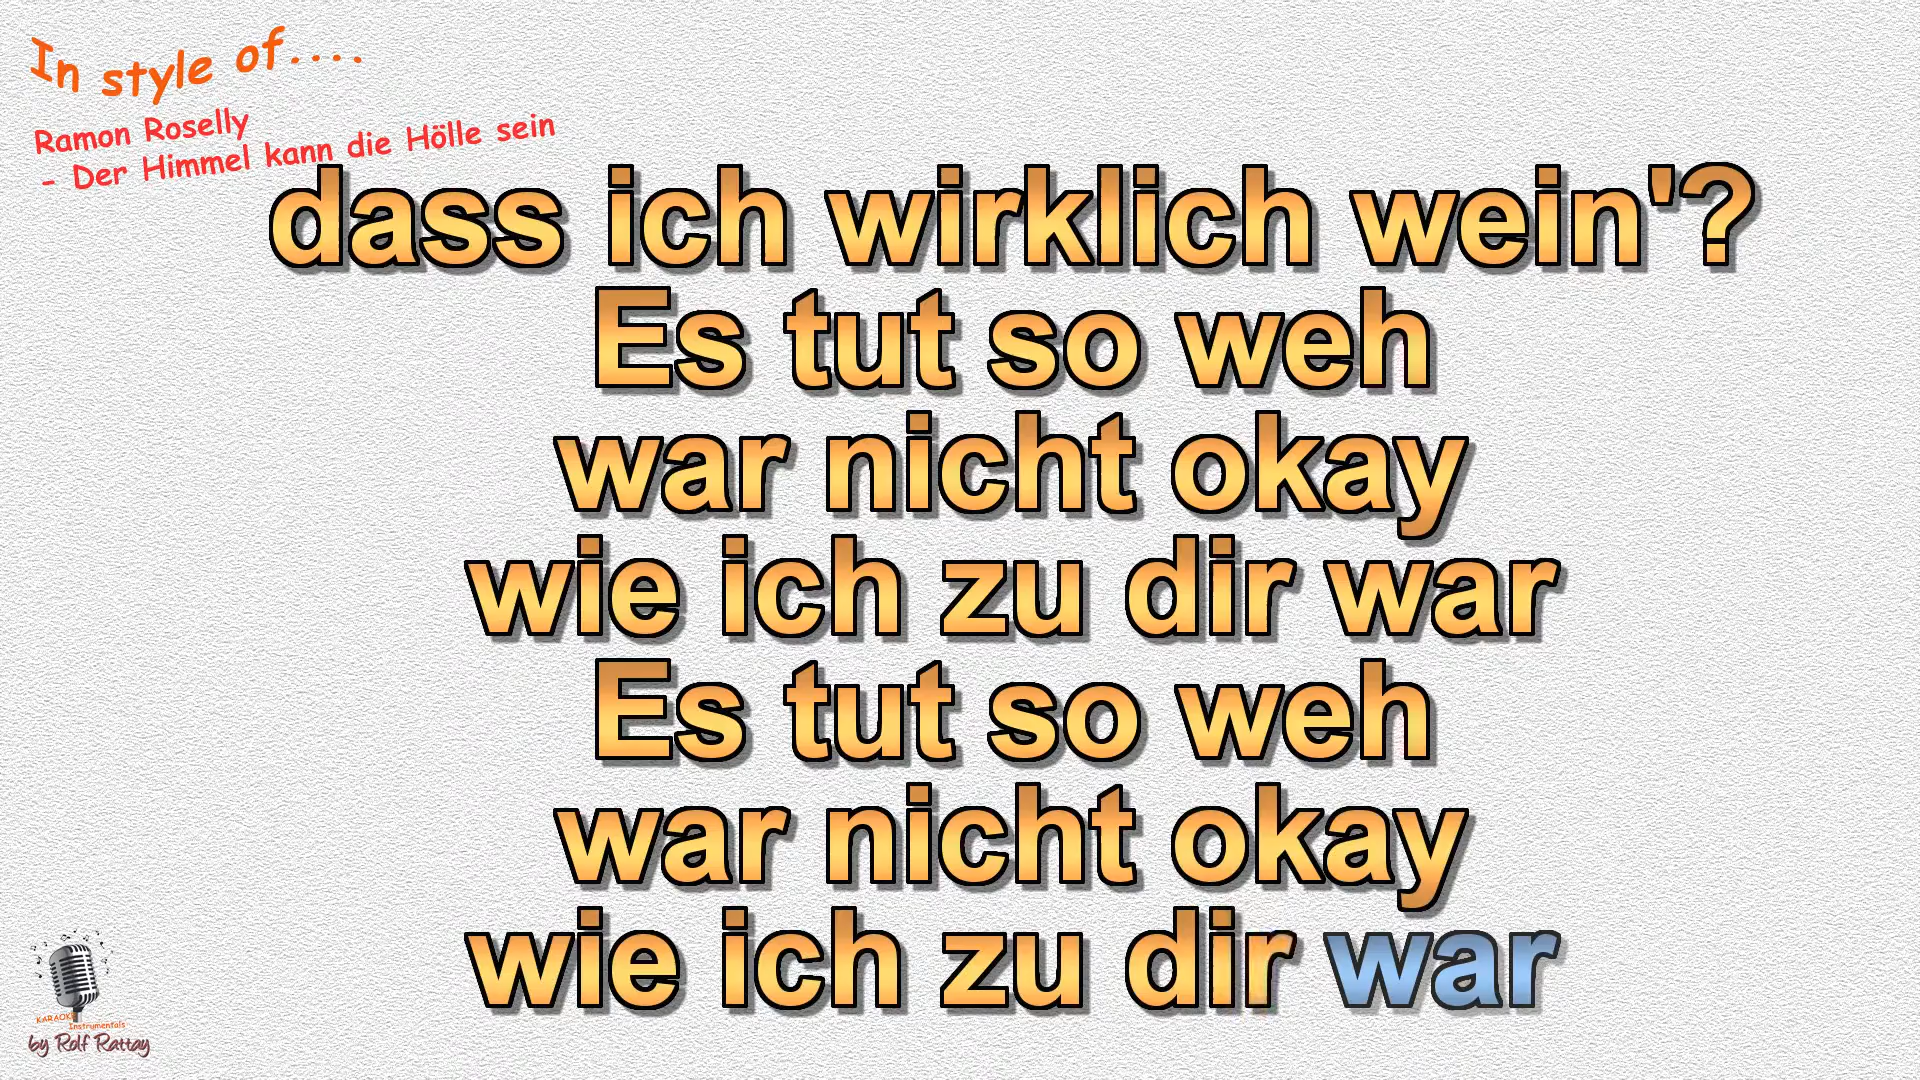 In style of....
Ramon Roselly
- Der Himmel kann die Hölle sein
dass ich wirklich wein'?
Es tut so weh
war nicht okay
wie ich zu dir war
Es tut so weh
war nicht okay
wie ich zu dir war
KARAOKE
Instrumentals
by Rolf Rattay